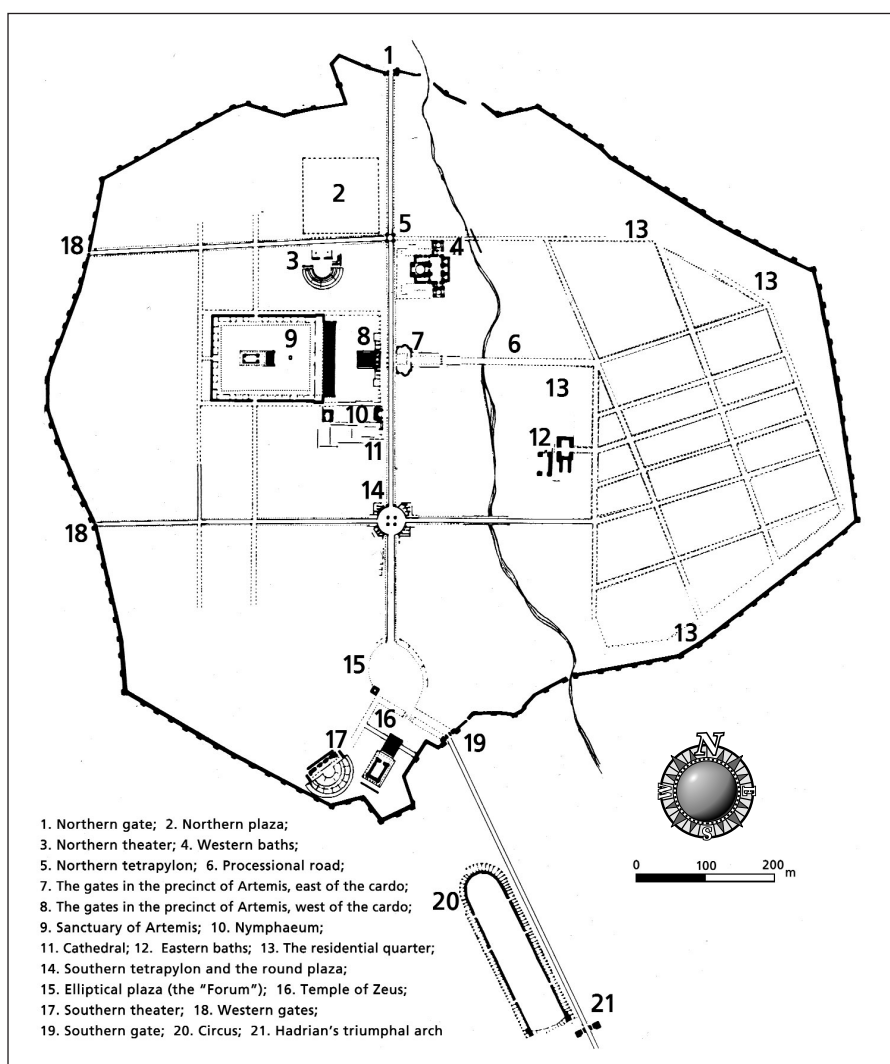 1
2
5
13
18
4
3
13
9
8
7
6
13
10
12
11
14
18
13
15
16
17
19
N
W
E
S
0 100 200 m
20
21
1. Northern gate; 2. Northern plaza;
3. Northern theater; 4. Western baths;
5. Northern tetrapylon; 6. Processional road;
7. The gates in the precinct of Artemis, east of the cardo;
8. The gates in the precinct of Artemis, west of the cardo;
9. Sanctuary of Artemis; 10. Nymphaeum;
11. Cathedral; 12. Eastern baths; 13. The residential quarter;
14. Southern tetrapylon and the round plaza;
15. Elliptical plaza (the "Forum"); 16. Temple of Zeus;
17. Southern theater; 18. Western gates;
19. Southern gate; 20. Circus; 21. Hadrian's triumphal arch